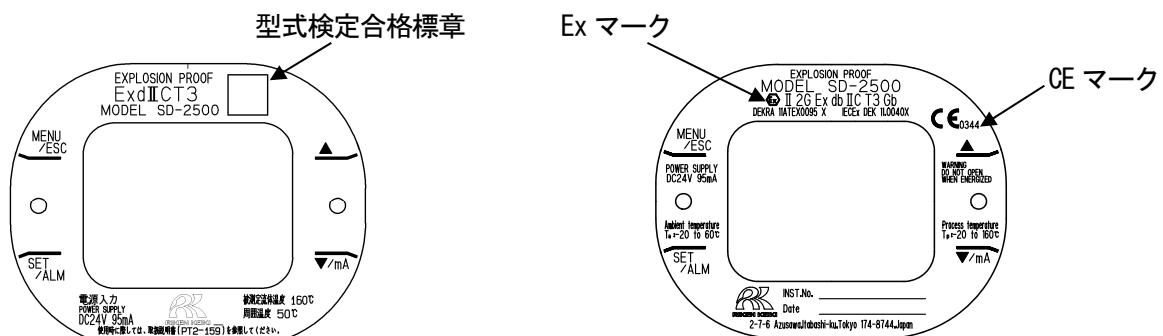 型式検定合格標章
EXPLOSION PROOF
ExdⅡCT3
MODEL SD-2500
MENU
/ESC
▲
SET
/ALM
▼/mA
電源入力
POWER SUPPLY
DC24V 95mA
RIKEN KEIKI
被測定流体温度 160℃
周囲温度 50℃
使用時に際しては、取扱説明書(PT2-159)を参照してください。
Ex マーク
CE マーク
EXPLOSION PROOF
MODEL SD-2500
Ex Ⅱ 2G Ex db ⅡC T3 Gb
DEKRA 11ATEX0095 X IECEx DEK 11.0040X
CE 0344
MENU
/ESC
▲
POWER SUPPLY
DC24V 95mA
WARNING
DO NOT OPEN
WHEN ENERGIZED
Ambient temperature
Ta:-20 to 60℃
Process temperature
Tp:-20 to 160℃
SET
/ALM
▼/mA
RIKEN KEIKI
INST.No.
Date
2-7-6 Azusawa,Itabashi-ku,Tokyo 174-8744,Japan